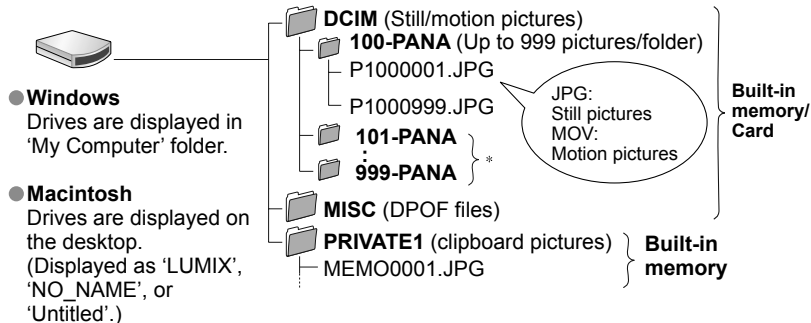 ●Windows
Drives are displayed in
‘My Computer’ folder.
●Macintosh
Drives are displayed on
the desktop.
(Displayed as ‘LUMIX’,
‘NO_NAME’, or
‘Untitled’.)
DCIM (Still/motion pictures)
100-PANA (Up to 999 pictures/folder)
P1000001.JPG
P1000999.JPG
JPG:
Still pictures
MOV:
Motion pictures
101-PANA
⋮
999-PANA
*
MISC (DPOF files)
Built-in
memory/
Card
PRIVATE1 (clipboard pictures)
MEMO0001.JPG
Built-in
memory